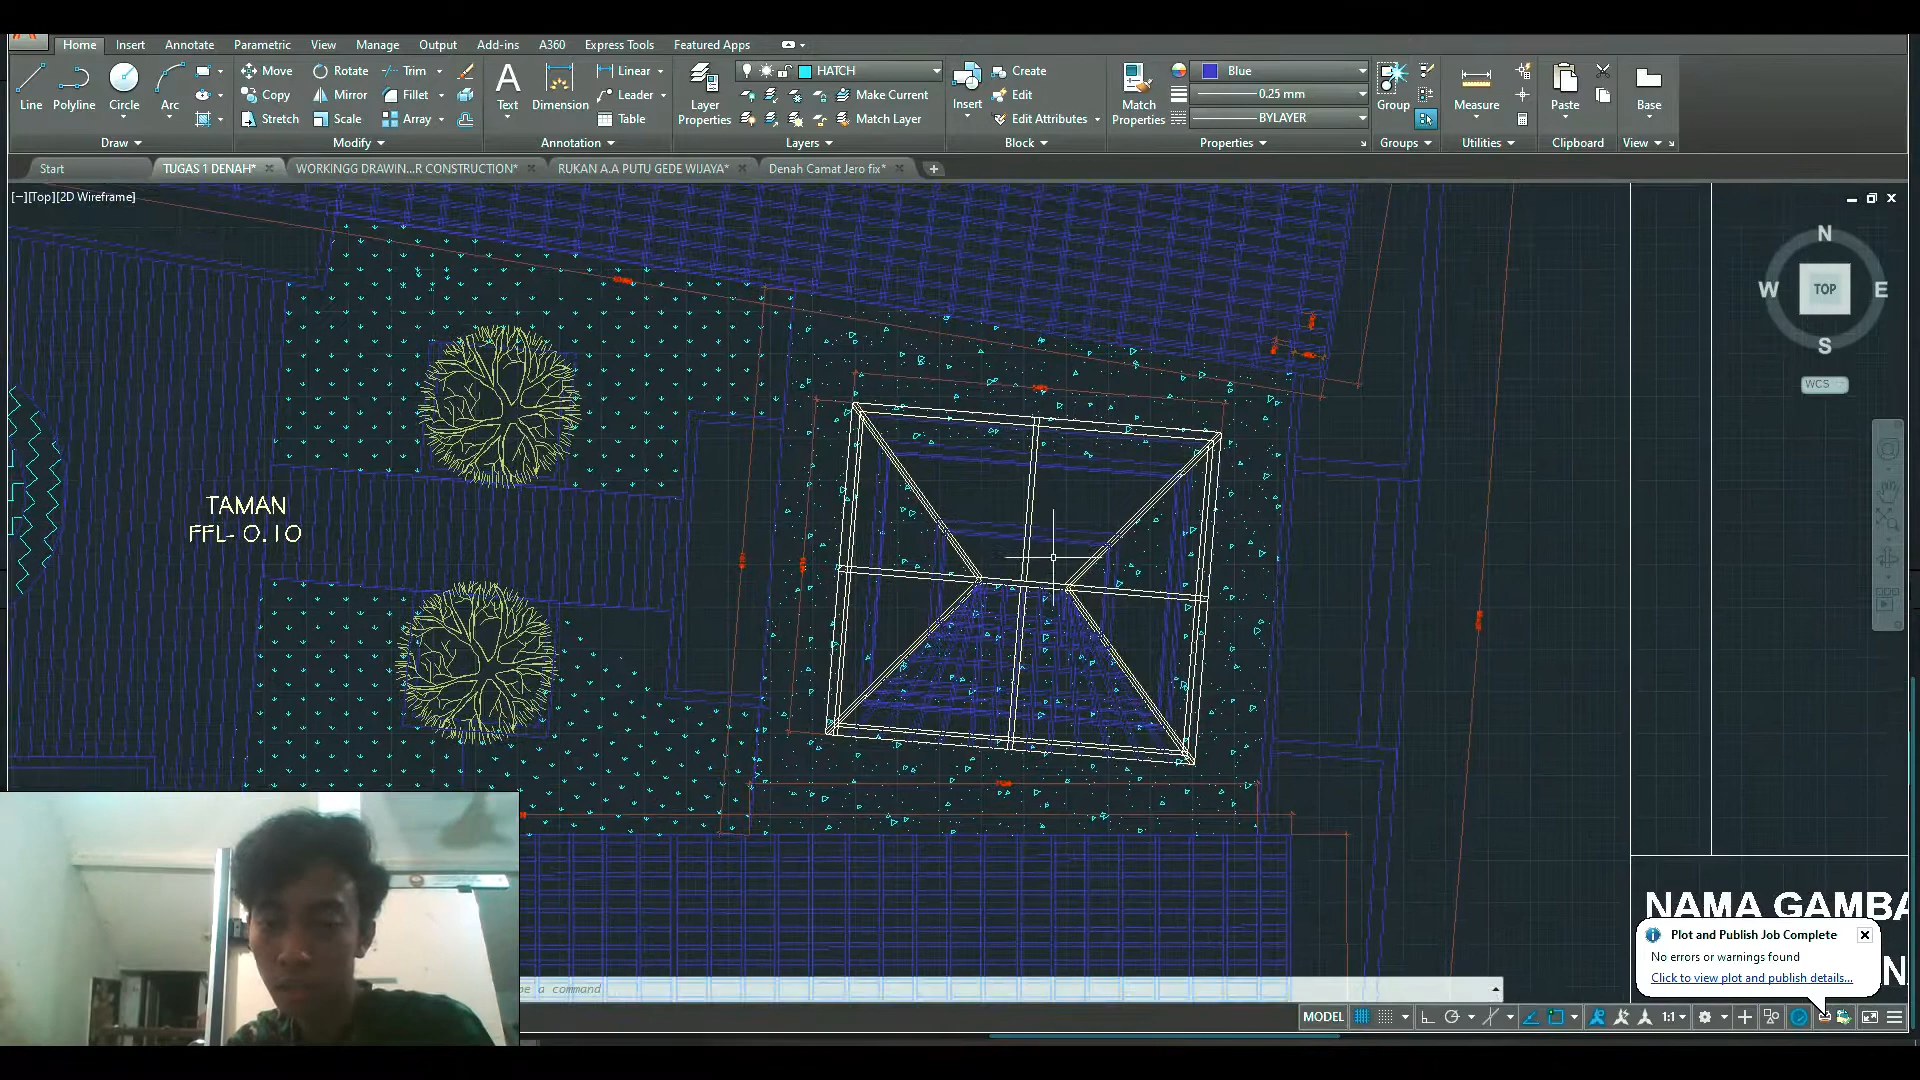 Home Insert Annotate Parametric View Manage Output Add-ins A360 Express Tools Featured Apps
Line Polyline Circle Arc
Move Rotate Trim
Copy Mirror Fillet
Stretch Scale Array
Text Dimension
Linear
Leader
Table
Layer Properties
HATCH
Make Current
Match Layer
Insert
Create
Edit
Edit Attributes
Match Properties
Blue
0.25 mm
BYLAYER
Group
Measure
Paste
Base
Draw Modify Annotation Layers Block Properties Groups Utilities Clipboard View
Start TUGAS 1 DENAH* WORKINGG DRAWIN...R CONSTRUCTION* RUKAN A.A PUTU GEDE WIJAYA* Denah Camat Jero fix*
[−][Top][2D Wireframe]
N
W TOP E
S
WCS
TAMAN
FFL- 0.10
NAMA GAMBA
Plot and Publish Job Complete
No errors or warnings found
Click to view plot and publish details...
N
pe a command
MODEL 1:1